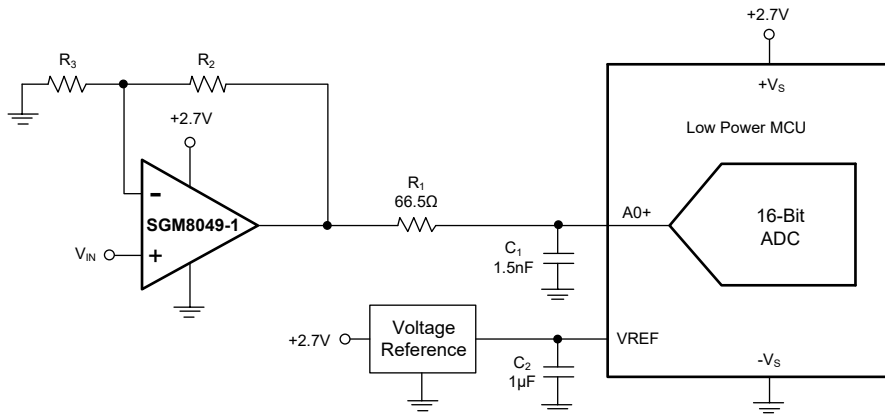 +2.7V
R3
R2
+VS
+2.7V
Low Power MCU
R1
66.5Ω
-
SGM8049-1
A0+
16-Bit
ADC
VIN
+
C1
1.5nF
+2.7V
Voltage
Reference
VREF
C2
1µF
-VS